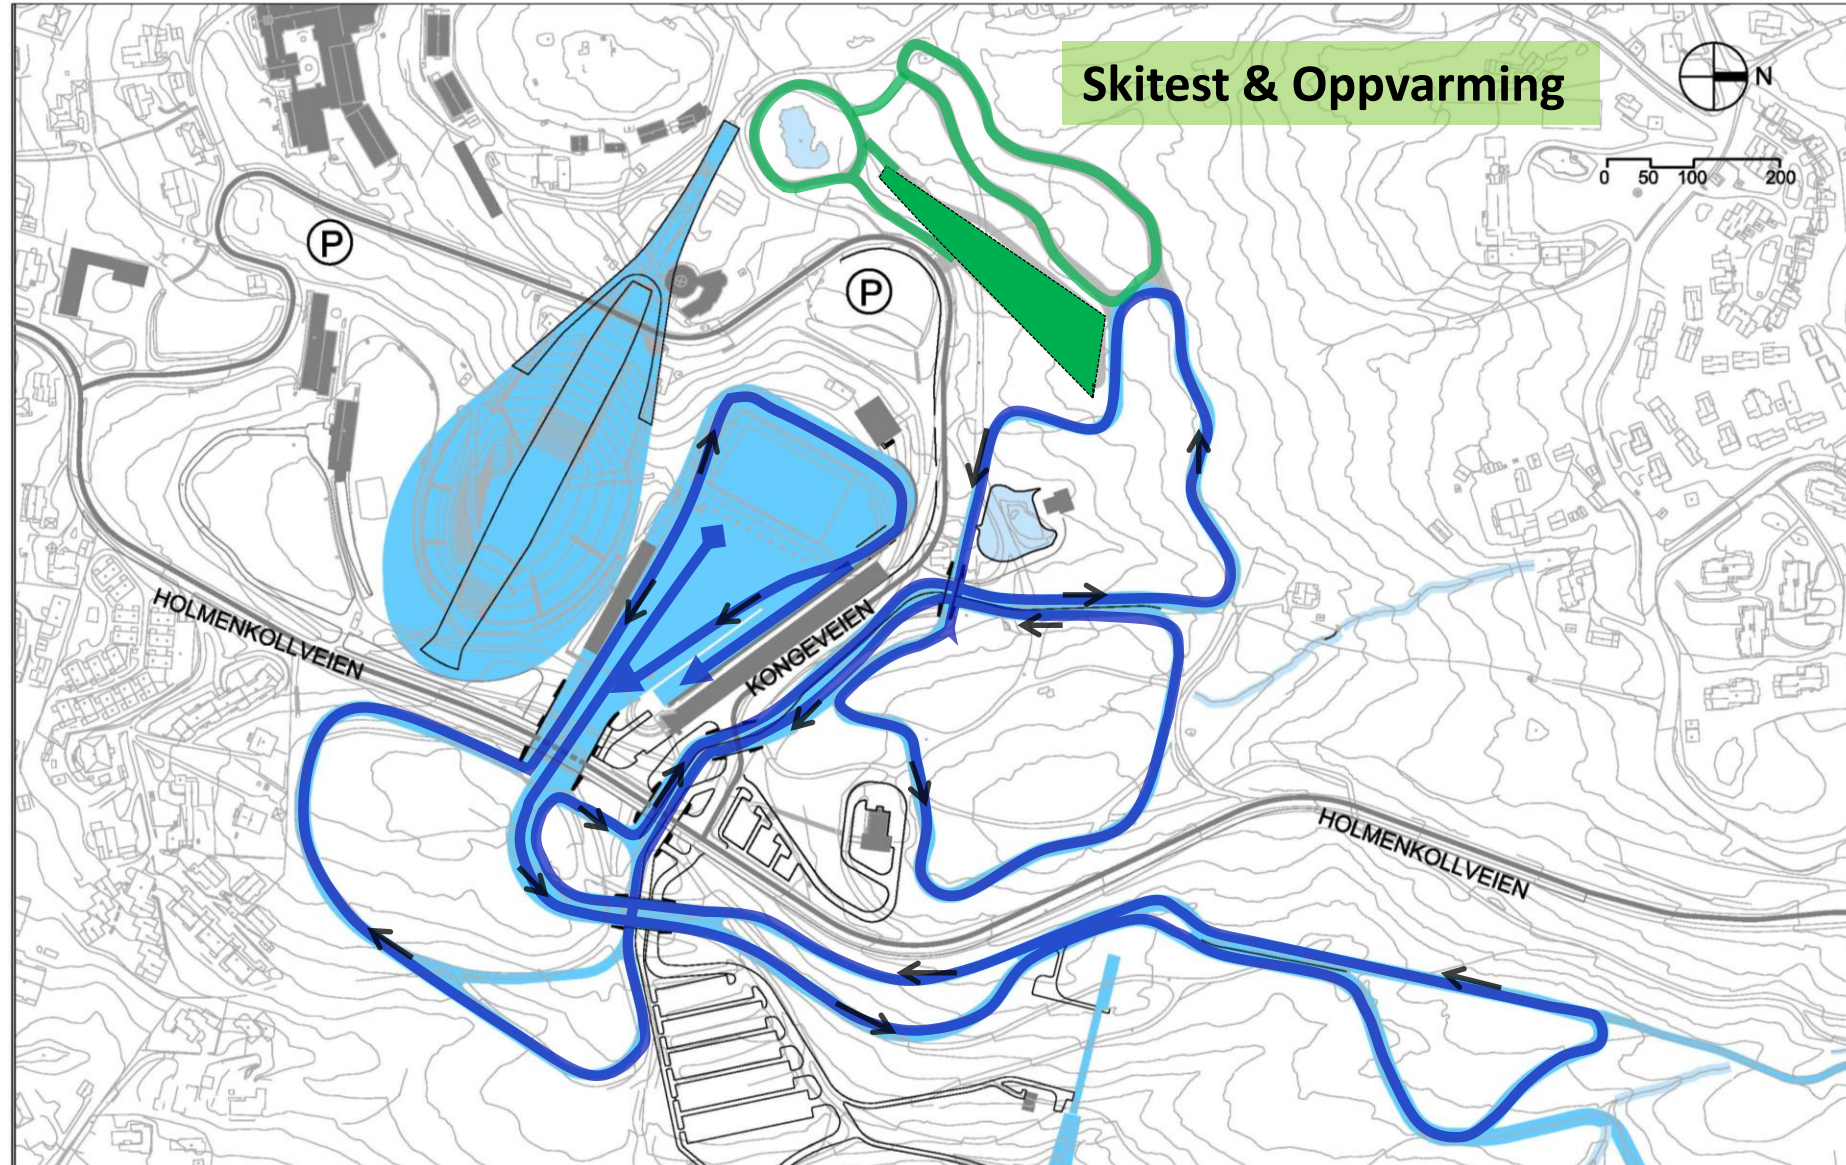 Skitest & Oppvarming
N
0 50 100 200
P
P
HOLMENKOLLVEIEN
KONGEVEIEN
HOLMENKOLLVEIEN